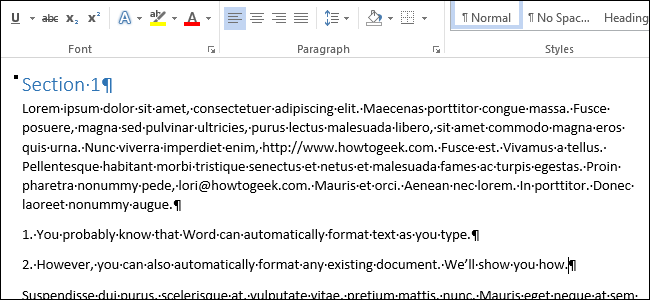 U abc X₂ X² A A
Normal ¶ No Spac... Heading
Font Paragraph Styles
Section·1¶
Lorem·ipsum·dolor·sit·amet,·consectetuer·adipiscing·elit.·Maecenas·porttitor·congue·massa.·Fusce·
posuere,·magna·sed·pulvinar·ultricies,·purus·lectus·malesuada·libero,·sit·amet·commodo·magna·eros·
quis·urna.·Nunc·viverra·imperdiet·enim,·http://www.howtogeek.com.·Fusce·est.·Vivamus·a·tellus.·
Pellentesque·habitant·morbi·tristique·senectus·et·netus·et·malesuada·fames·ac·turpis·egestas.·Proin·
pharetra·nonummy·pede,·lori@howtogeek.com.·Mauris·et·orci.·Aenean·nec·lorem.·In·porttitor.·Donec·
laoreet·nonummy·augue.¶
1.·You·probably·know·that·Word·can·automatically·format·text·as·you·type.¶
2.·However,·you·can·also·automatically·format·any·existing·document.·We’ll·show·you·how.¶
Suspendisse·dui·purus,·scelerisque·at,·vulputate·vitae,·pretium·mattis,·nunc.·Mauris·eget·neque·at·sem·